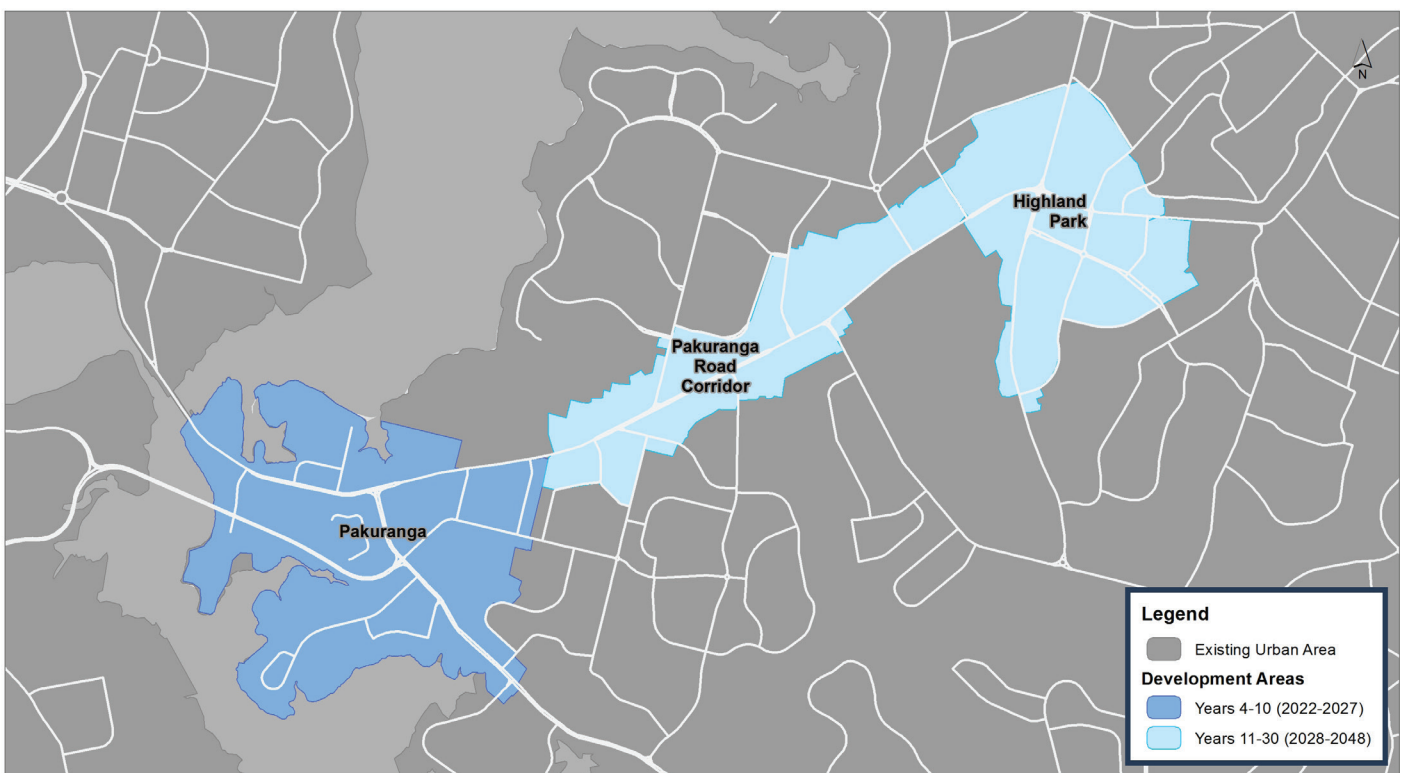 N
Highland
Park
Pakuranga
Road
Corridor
Pakuranga
Legend
Existing Urban Area
Development Areas
Years 4-10 (2022-2027)
Years 11-30 (2028-2048)